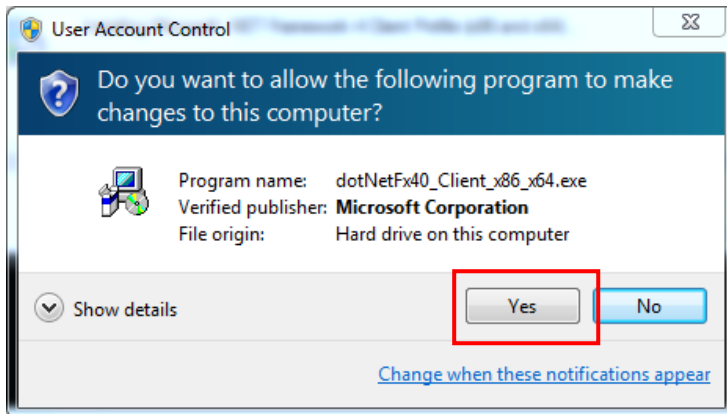 User Account Control
Do you want to allow the following program to make
changes to this computer?
Program name: dotNetFx40_Client_x86_x64.exe
Verified publisher: Microsoft Corporation
File origin: Hard drive on this computer
Show details
Yes
No
Change when these notifications appear